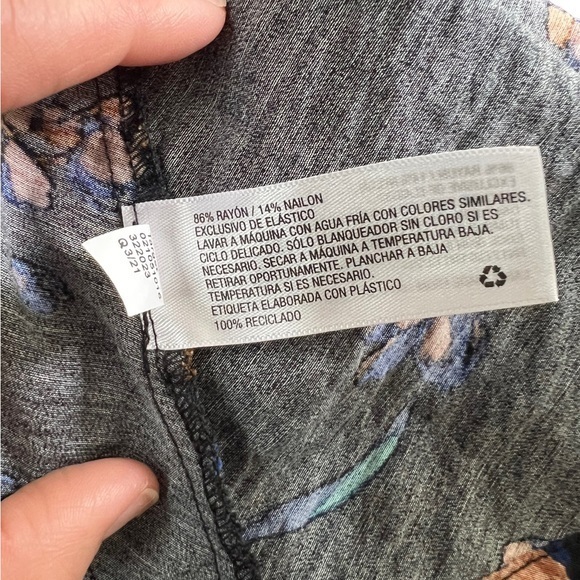 86% RAYÓN / 14% NAILON
EXCLUSIVO DE ELÁSTICO
LAVAR A MÁQUINA CON AGUA FRÍA CON COLORES SIMILARES.
CICLO DELICADO. SÓLO BLANQUEADOR SIN CLORO SI ES
NECESARIO. SECAR A MÁQUINA A TEMPERATURA BAJA.
RETIRAR OPORTUNAMENTE. PLANCHAR A BAJA
TEMPERATURA SI ES NECESARIO.
ETIQUETA ELABORADA CON PLÁSTICO
100% RECICLADO
Q3/21